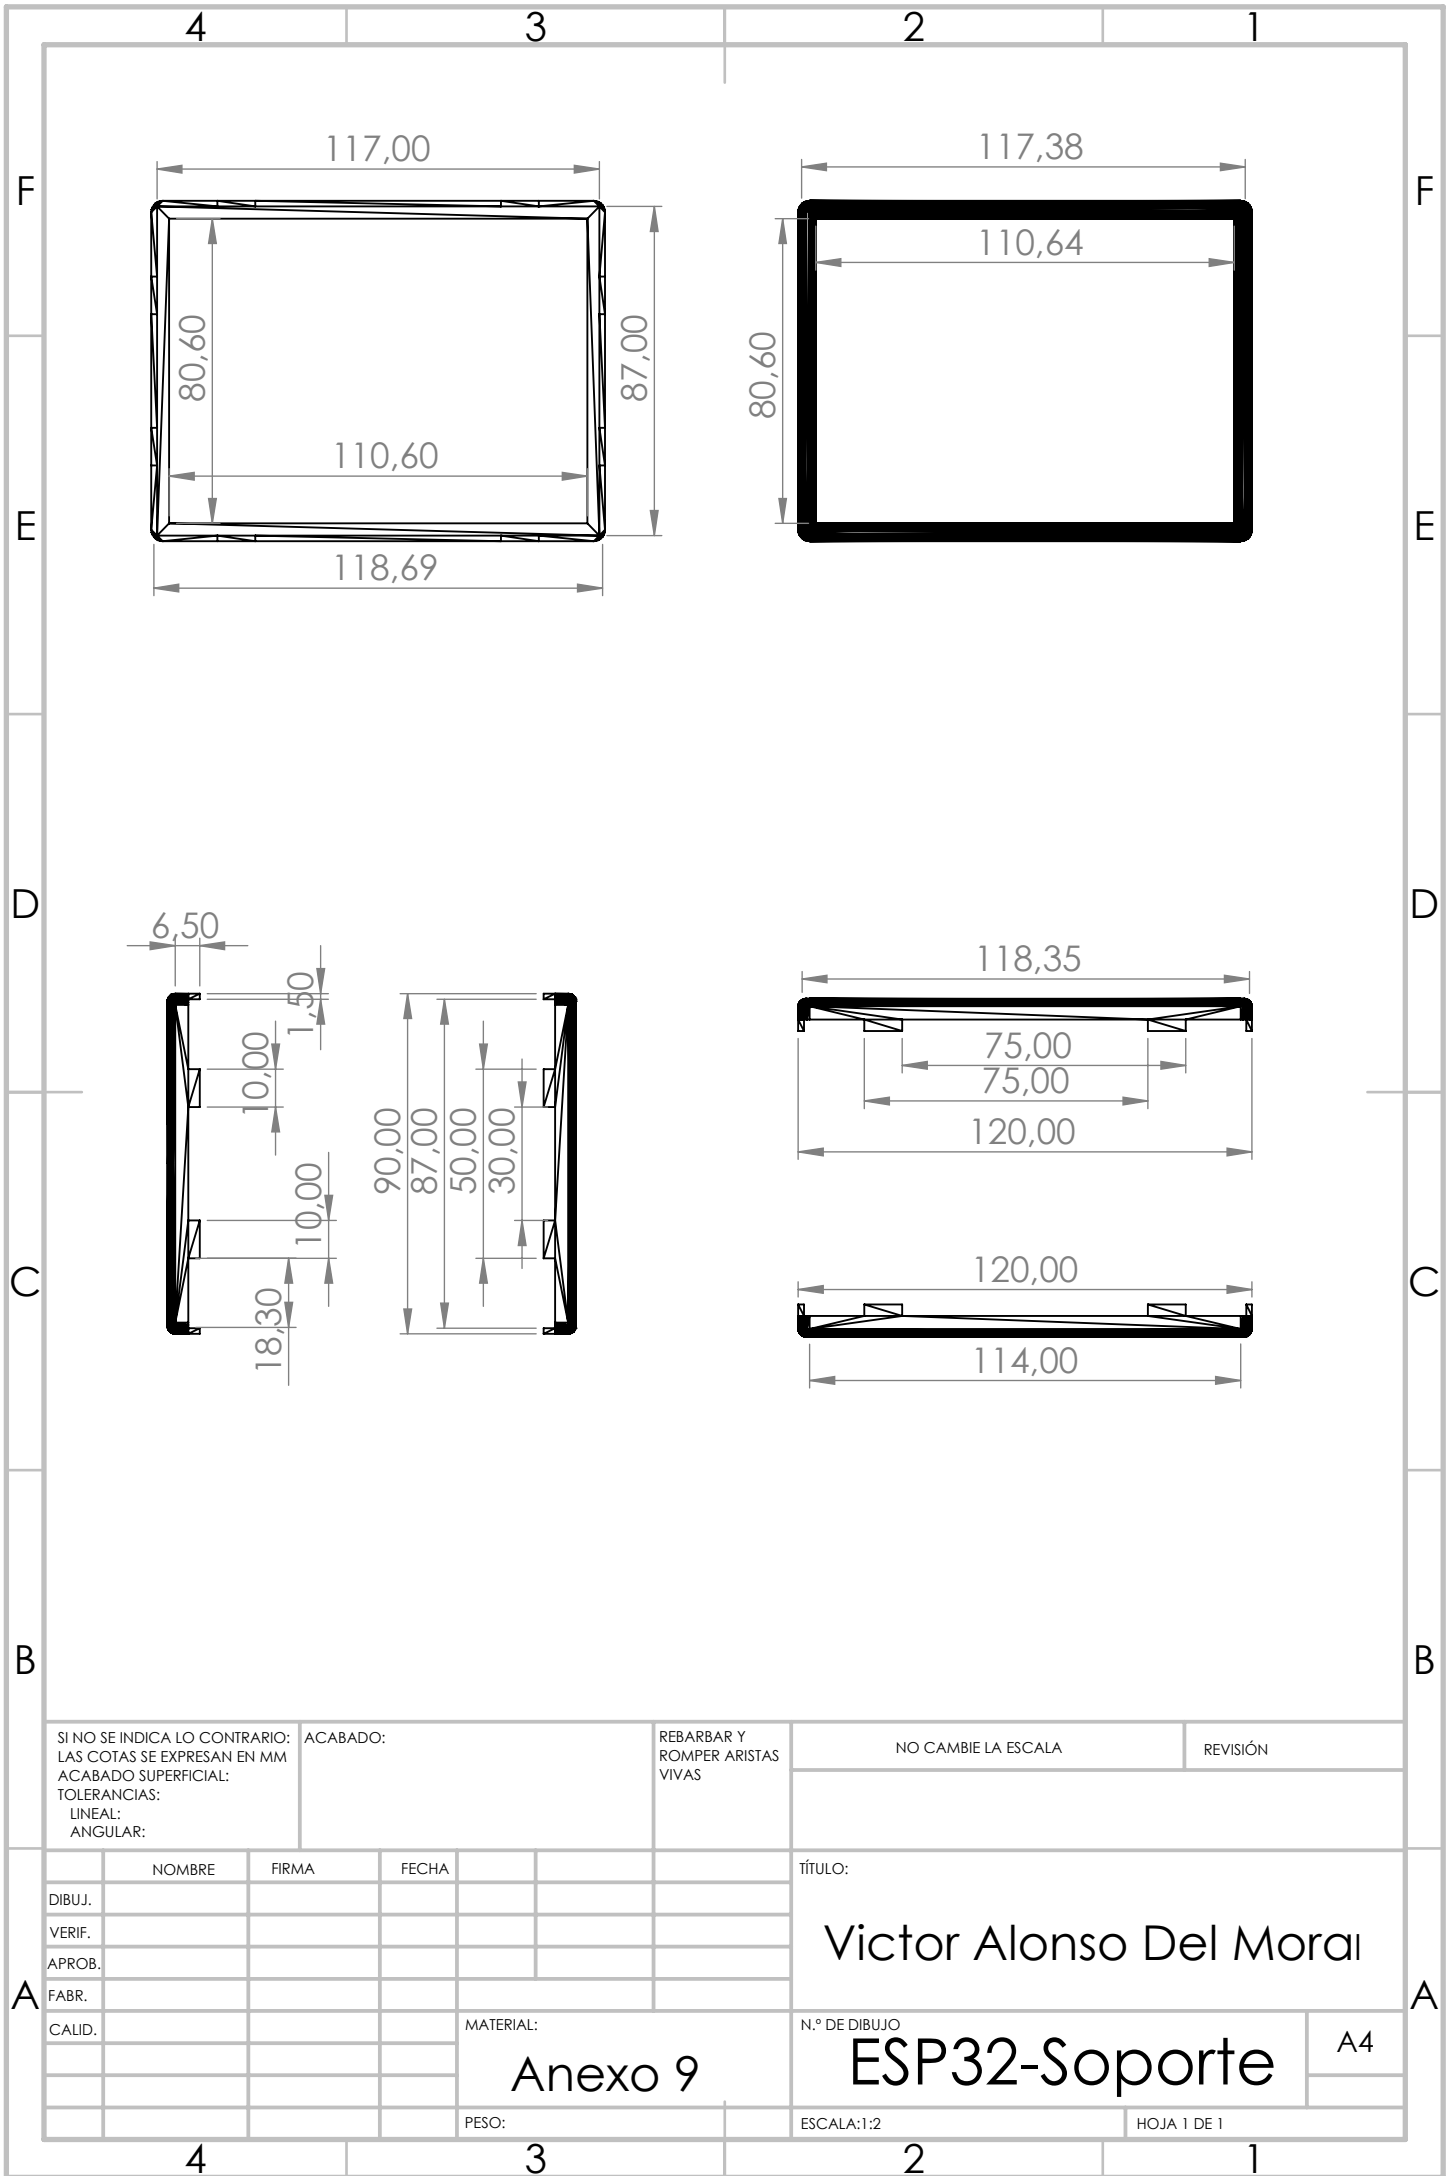 4 3 2 1
117,00 117,38
F F
110,64
80,60 87,00 80,60
110,60
E E
118,69
D D
6,50
118,35
1,50
10,00
75,00
75,00
90,00 87,00 50,00 30,00
120,00
10,00
C C
120,00
18,30
114,00
B B
SI NO SE INDICA LO CONTRARIO:
LAS COTAS SE EXPRESAN EN MM
ACABADO SUPERFICIAL:
TOLERANCIAS:
LINEAL:
ANGULAR:
ACABADO:
REBARBAR Y
ROMPER ARISTAS
VIVAS
NO CAMBIE LA ESCALA
REVISIÓN
NOMBRE FIRMA FECHA
DIBUJ.
VERIF.
APROB.
FABR.
CALID.
TÍTULO:
Victor Alonso Del Moral
A A
MATERIAL:
Anexo 9
N.º DE DIBUJO
ESP32-Soporte
A4
PESO:
ESCALA:1:2
HOJA 1 DE 1
4 3 2 1